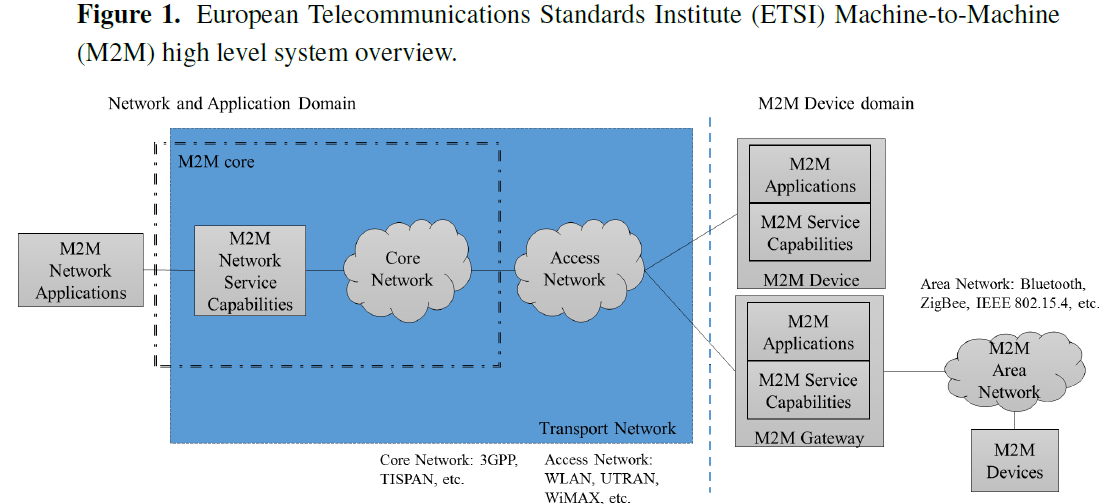 Figure 1. European Telecommunications Standards Institute (ETSI) Machine-to-Machine
(M2M) high level system overview.
Network and Application Domain
M2M Device domain
M2M core
M2M
Network
Applications
M2M
Network
Service
Capabilities
Core
Network
Access
Network
Transport Network
Core Network: 3GPP,
TISPAN, etc.
Access Network:
WLAN, UTRAN,
WiMAX, etc.
M2M
Applications
M2M Service
Capabilities
M2M Device
M2M
Applications
M2M Service
Capabilities
M2M Gateway
Area Network: Bluetooth,
ZigBee, IEEE 802.15.4, etc.
M2M
Area
Network
M2M
Devices